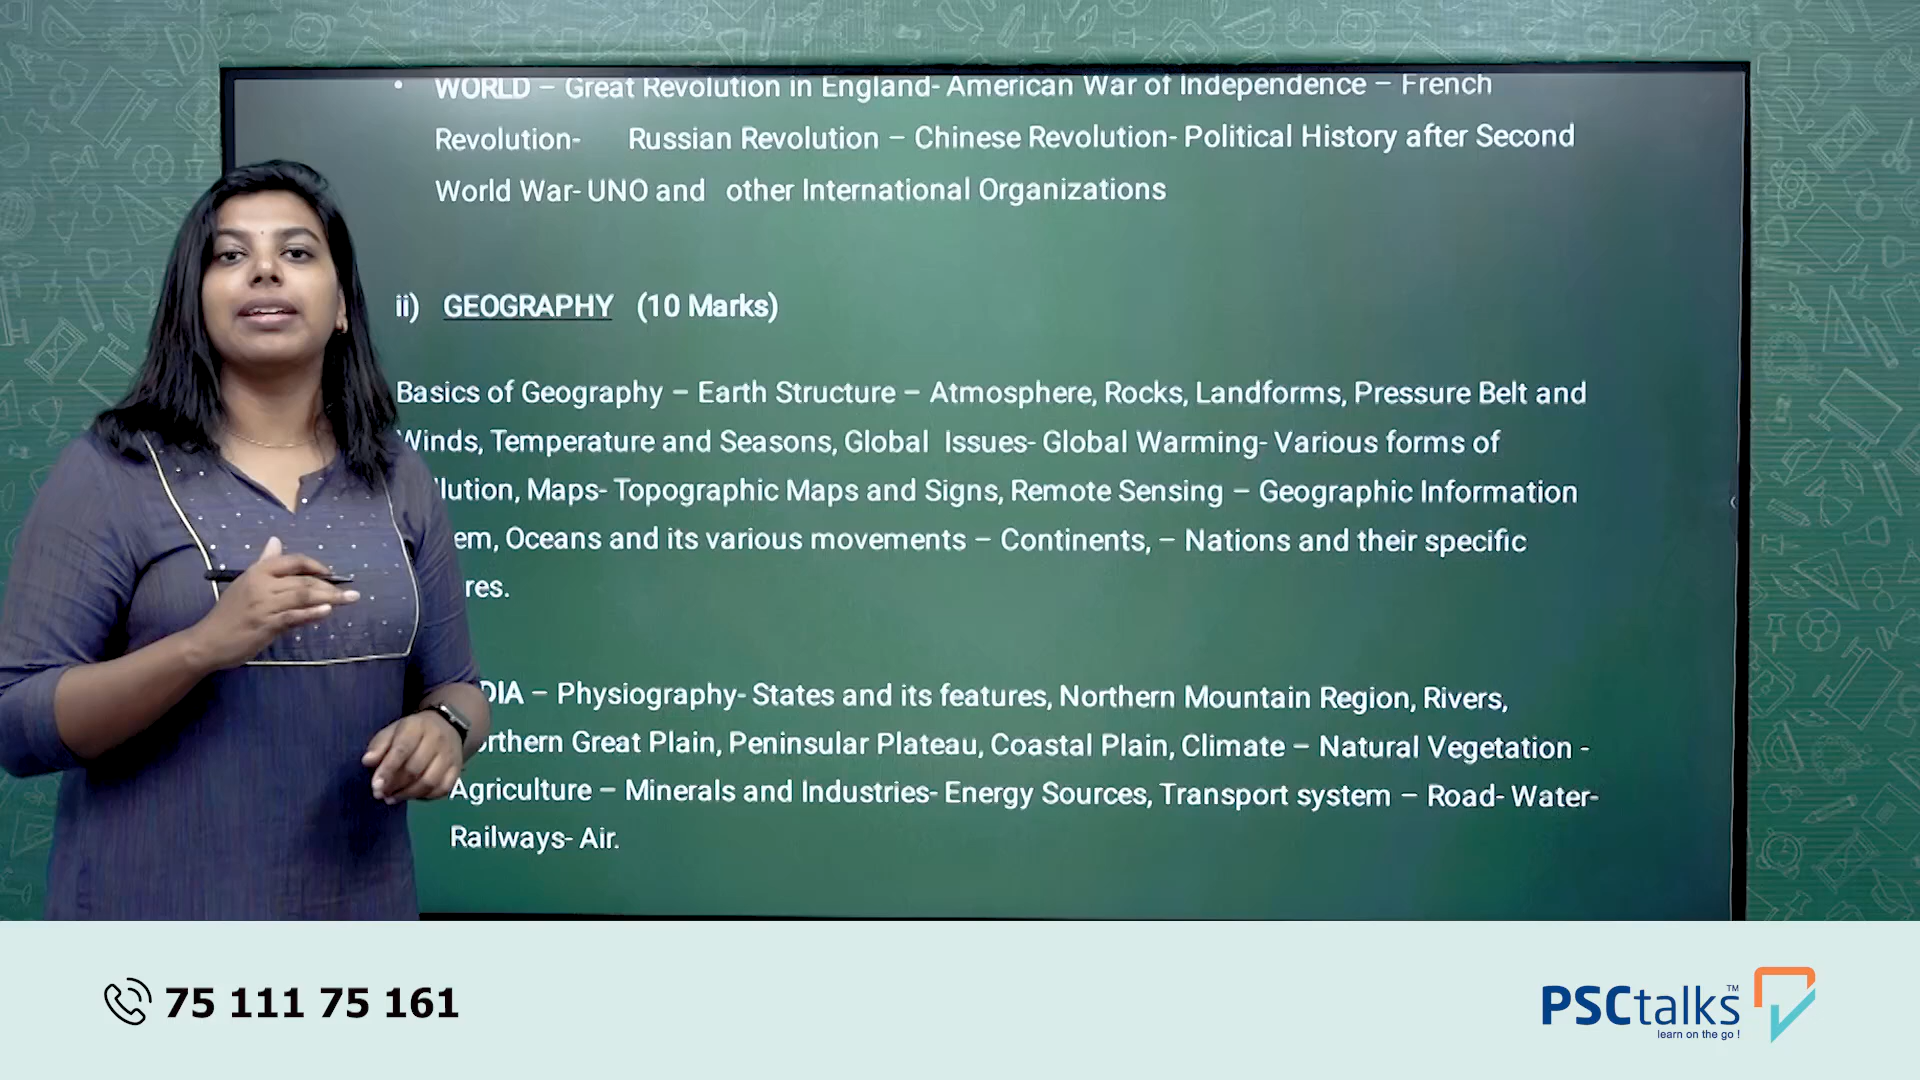 • WORLD – Great Revolution in England- American War of Independence – French
Revolution- Russian Revolution – Chinese Revolution- Political History after Second
World War- UNO and other International Organizations
ii) GEOGRAPHY (10 Marks)
Basics of Geography – Earth Structure – Atmosphere, Rocks, Landforms, Pressure Belt and
Winds, Temperature and Seasons, Global Issues- Global Warming- Various forms of
lution, Maps- Topographic Maps and Signs, Remote Sensing – Geographic Information
em, Oceans and its various movements – Continents, – Nations and their specific
res.
DIA – Physiography- States and its features, Northern Mountain Region, Rivers,
orthern Great Plain, Peninsular Plateau, Coastal Plain, Climate – Natural Vegetation -
Agriculture – Minerals and Industries- Energy Sources, Transport system – Road- Water-
Railways- Air.
75 111 75 161
PSCtalks™
learn on the go !